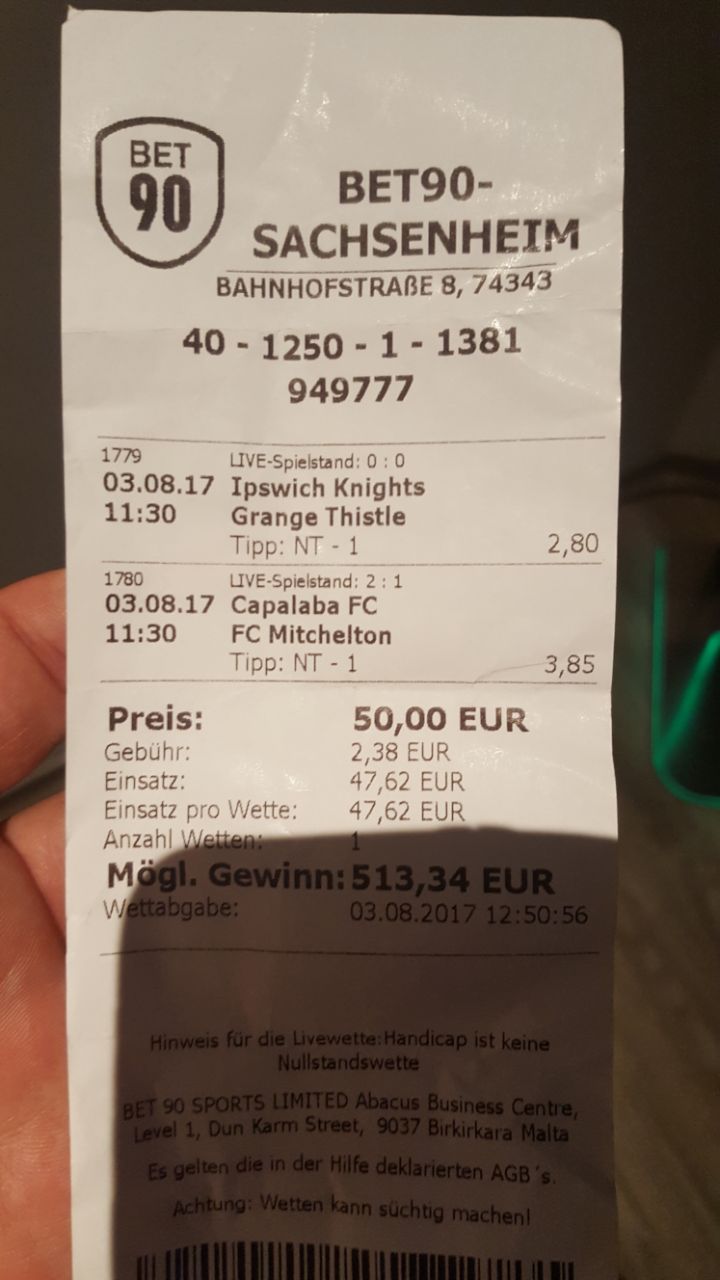 BET
90
BET90-
SACHSENHEIM
BAHNHOFSTRAßE 8, 74343
40 - 1250 - 1 - 1381
949777
1779 LIVE-Spielstand: 0 : 0
03.08.17 Ipswich Knights
11:30 Grange Thistle
Tipp: NT - 1 2,80
1780 LIVE-Spielstand: 2 : 1
03.08.17 Capalaba FC
11:30 FC Mitchelton
Tipp: NT - 1 3,85
Preis: 50,00 EUR
Gebühr: 2,38 EUR
Einsatz: 47,62 EUR
Einsatz pro Wette: 47,62 EUR
Anzahl Wetten: 1
Mögl. Gewinn: 513,34 EUR
Wettabgabe: 03.08.2017 12:50:56
Hinweis für die Livewette:Handicap ist keine
Nullstandswette
BET 90 SPORTS LIMITED Abacus Business Centre,
Level 1, Dun Karm Street, 9037 Birkirkara Malta
Es gelten die in der Hilfe deklarierten AGB´s.
Achtung: Wetten kann süchtig machen!